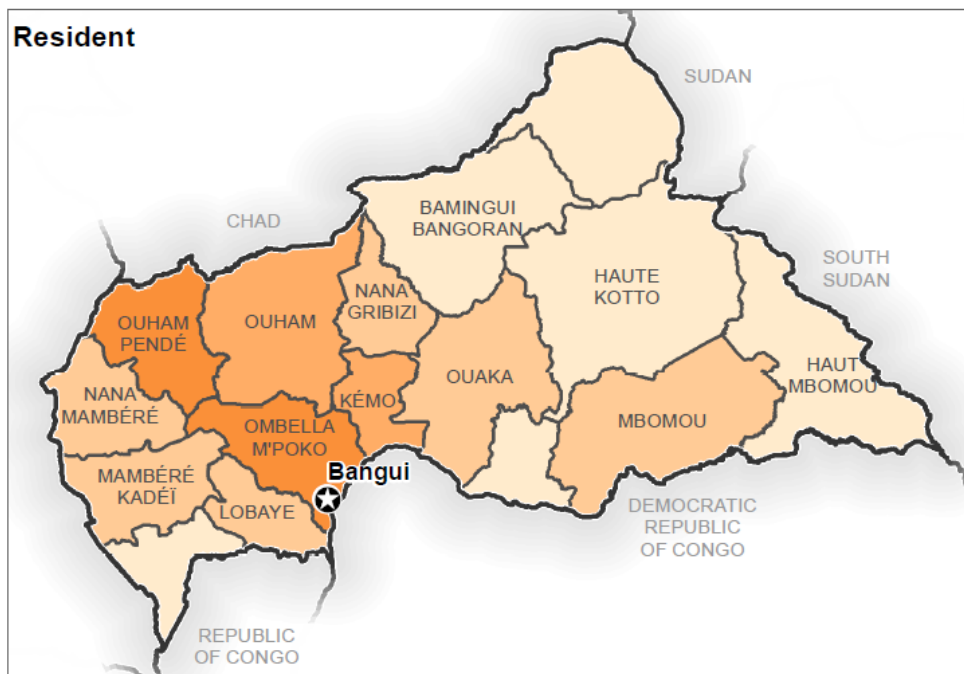 Resident
SUDAN
CHAD
BAMINGUI
BANGORAN
SOUTH
SUDAN
HAUTE
KOTTO
NANA
GRIBIZI
OUHAM
PENDÉ
OUHAM
HAUT
MBOMOU
OUAKA
NANA
MAMBÉRÉ
KÉMO
OMBELLA
M'POKO
MBOMOU
Bangui
MAMBÉRÉ
KADÉÏ
LOBAYE
DEMOCRATIC
REPUBLIC
OF CONGO
REPUBLIC
OF CONGO